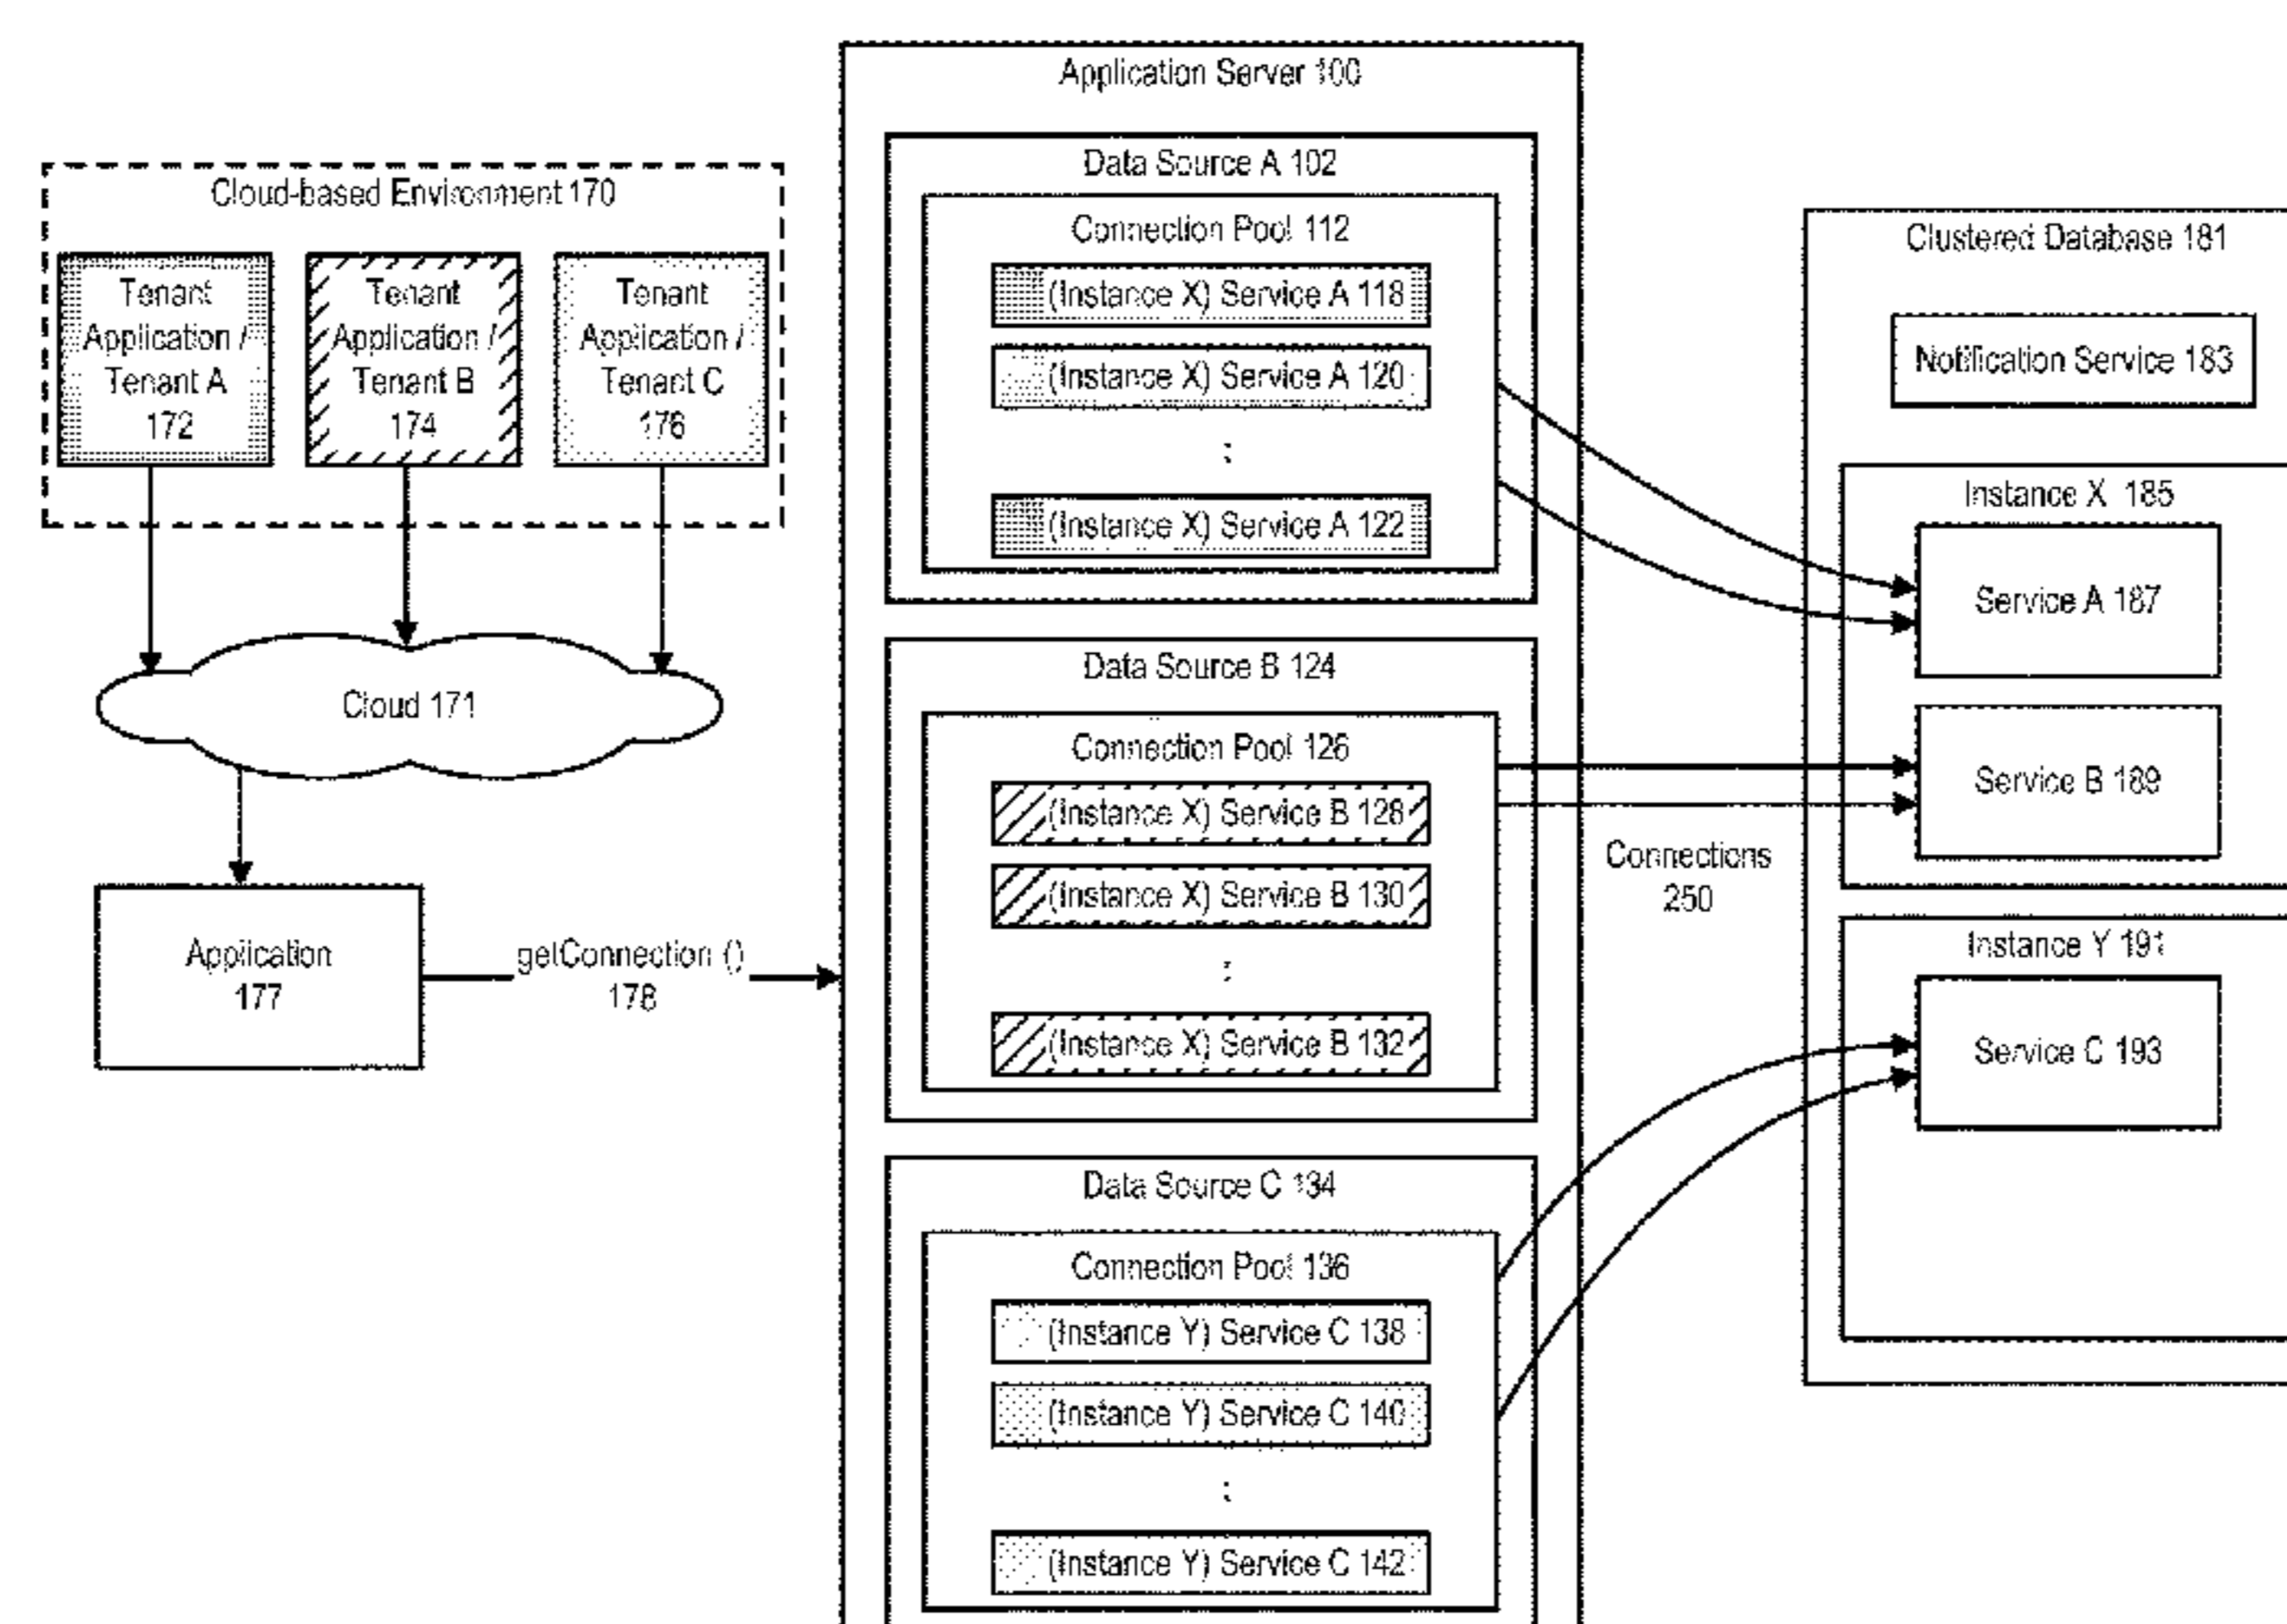 Application Server 100
Cloud-based Environment 170
Tenant
Application /
Tenant A
172
Tenant
Application /
Tenant B
174
Tenant
Application /
Tenant C
176
Cloud 171
Application
177
getConnection ()
178
Data Source A 102
Connection Pool 112
(Instance X) Service A 118
(Instance X) Service A 120
:
(Instance X) Service A 122
Data Source B 124
Connection Pool 126
(Instance X) Service B 128
(Instance X) Service B 130
:
(Instance X) Service B 132
Data Source C 134
Connection Pool 136
(Instance Y) Service C 138
(Instance Y) Service C 140
:
(Instance Y) Service C 142
Connections
250
Clustered Database 181
Notification Service 183
Instance X 185
Service A 187
Service B 189
Instance Y 191
Service C 193